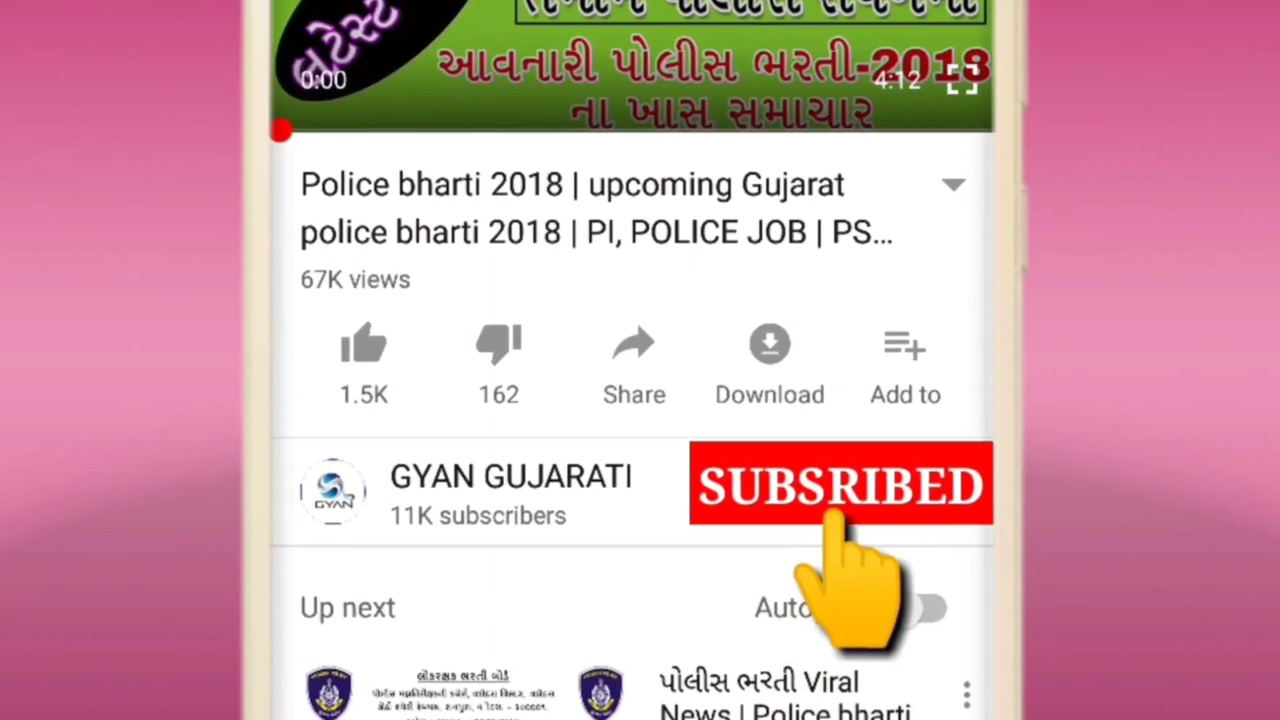 લેટેસ્ટ
આવનારી પોલીસ ભરતી-2018
ના ખાસ સમાચાર
0:00
4:12
Police bharti 2018 | upcoming Gujarat
police bharti 2018 | PI, POLICE JOB | PS...
67K views
1.5K
162
Share
Download
Add to
GYAN
GYAN GUJARATI
11K subscribers
SUBSRIBED
Up next
Auto
લોકરક્ષક ભરતી બોર્ડ
પોલીસ ભરતી Viral
News | Police bharti